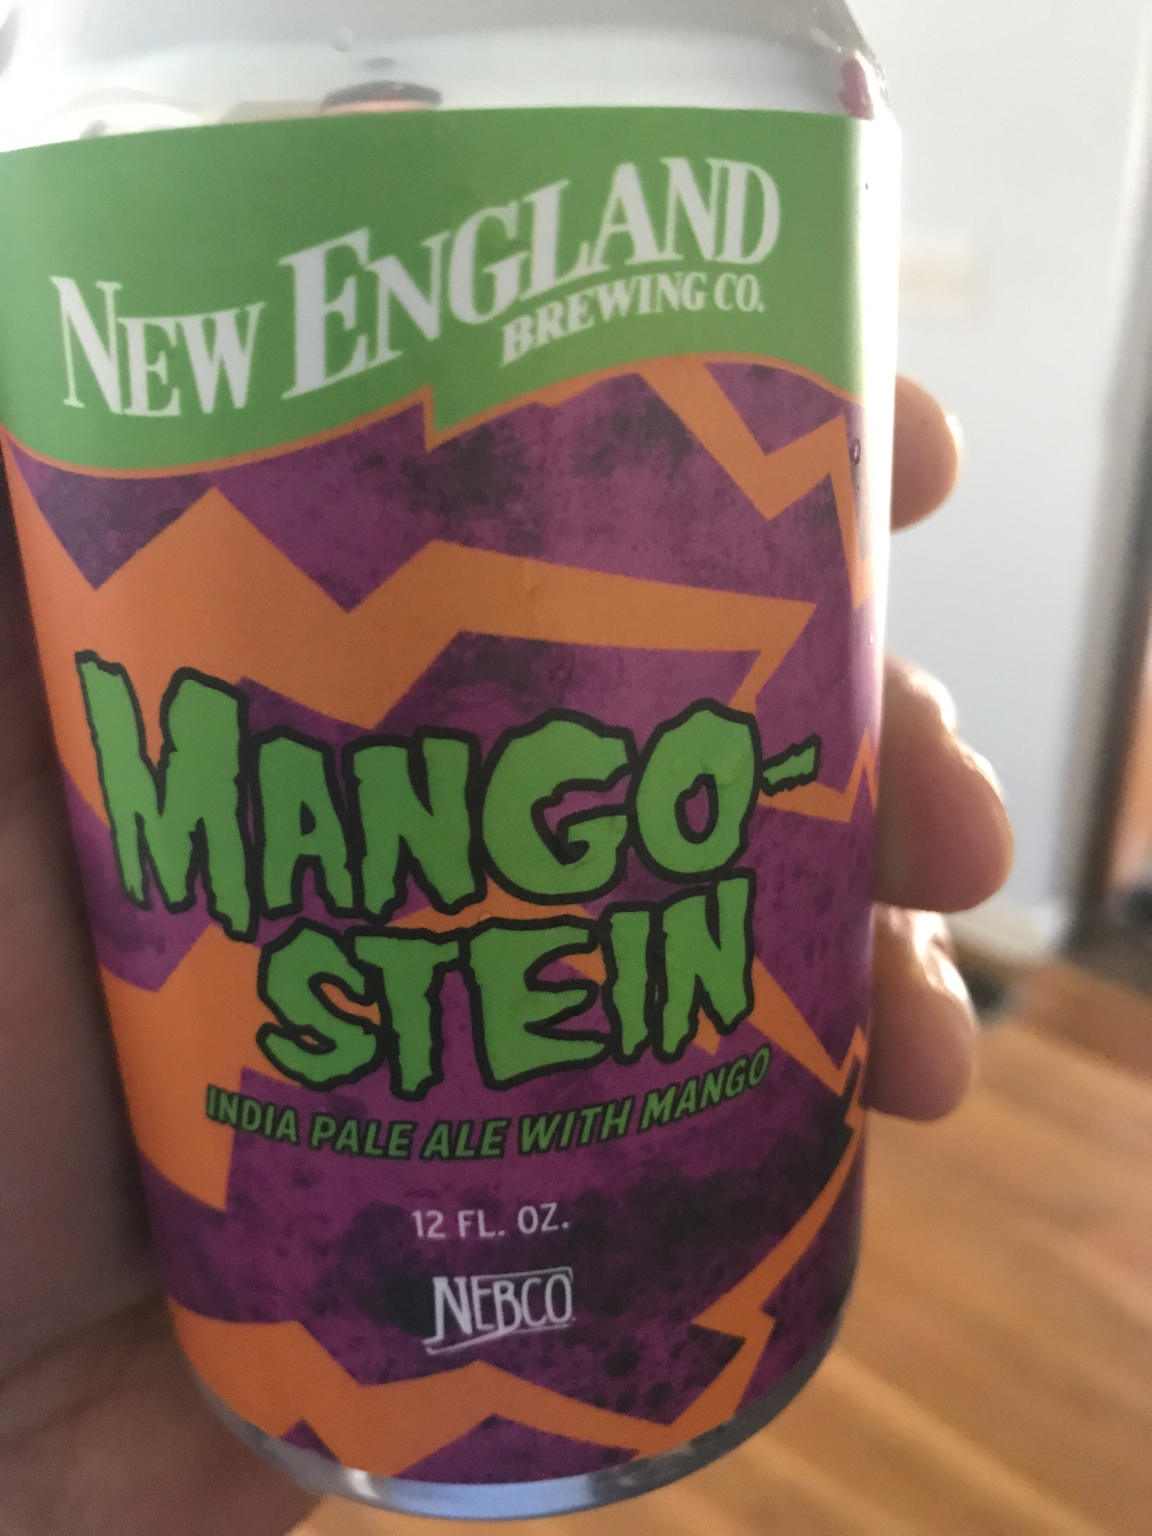 NEW ENGLAND
BREWING CO.
MANGO-
STEIN
INDIA PALE ALE WITH MANGO
12 FL. OZ.
NEBCO